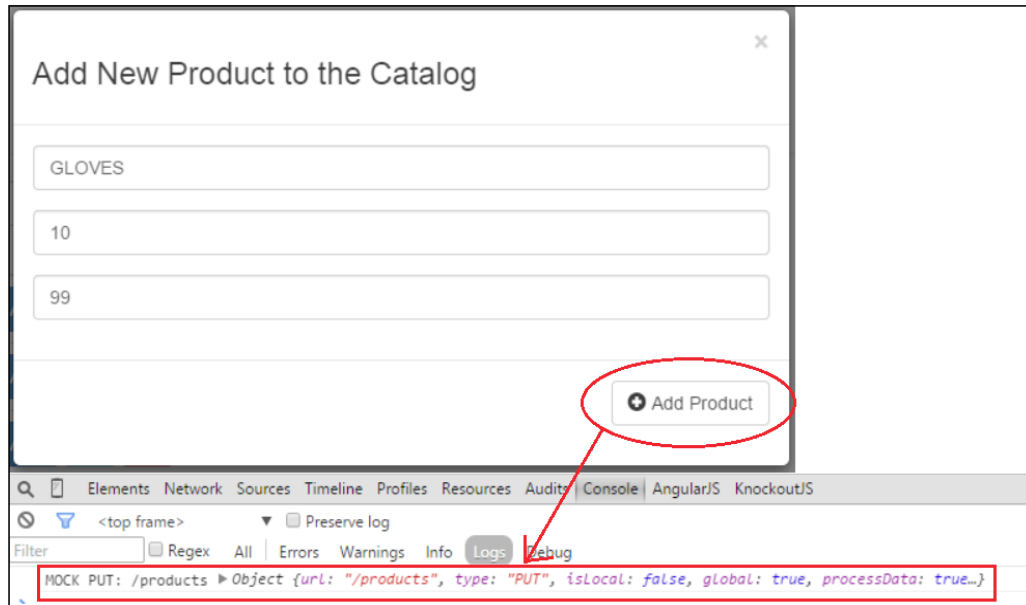 ×
Add New Product to the Catalog
GLOVES
10
99
Add Product
Elements Network Sources Timeline Profiles Resources Audits Console AngularJS KnockoutJS
<top frame> ▼ Preserve log
Filter Regex All Errors Warnings Info Logs Debug
MOCK PUT: /products ▶ Object {url: "/products", type: "PUT", isLocal: false, global: true, processData: true…}
>